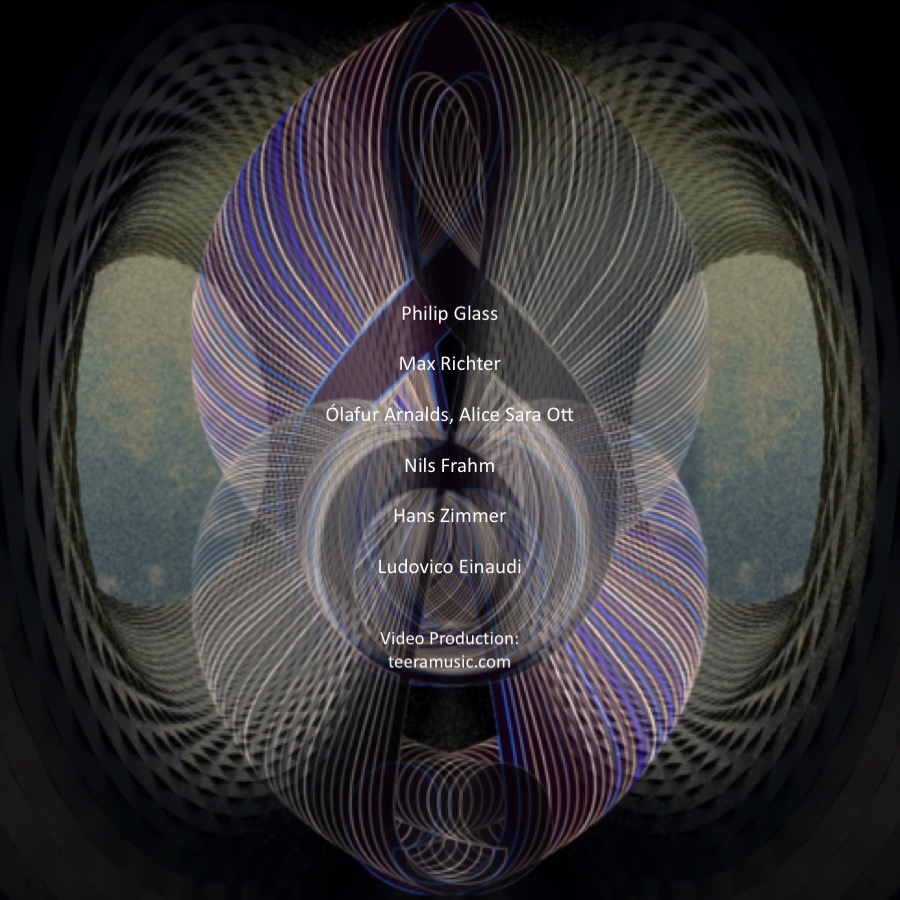 Philip Glass
Max Richter
Ólafur Arnalds, Alice Sara Ott
Nils Frahm
Hans Zimmer
Ludovico Einaudi
Video Production:
teeramusic.com